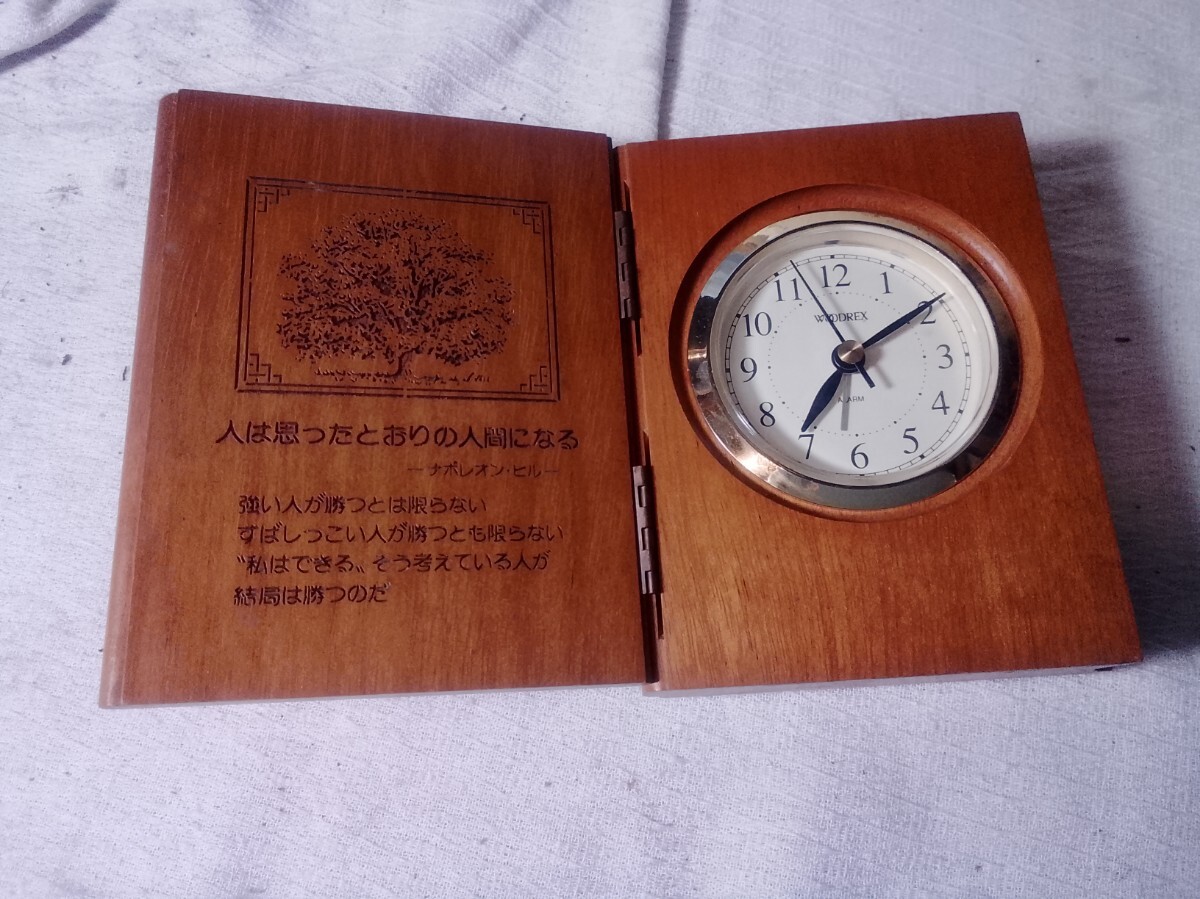 人は思ったとおりの人間になる
—ナポレオン・ヒル—
強い人が勝つとは限らない
すばしっこい人が勝つとも限らない
〝私はできる〟そう考えている人が
結局は勝つのだ
12
1
2
3
4
5
6
7
8
9
10
11
WOODREX
ALARM